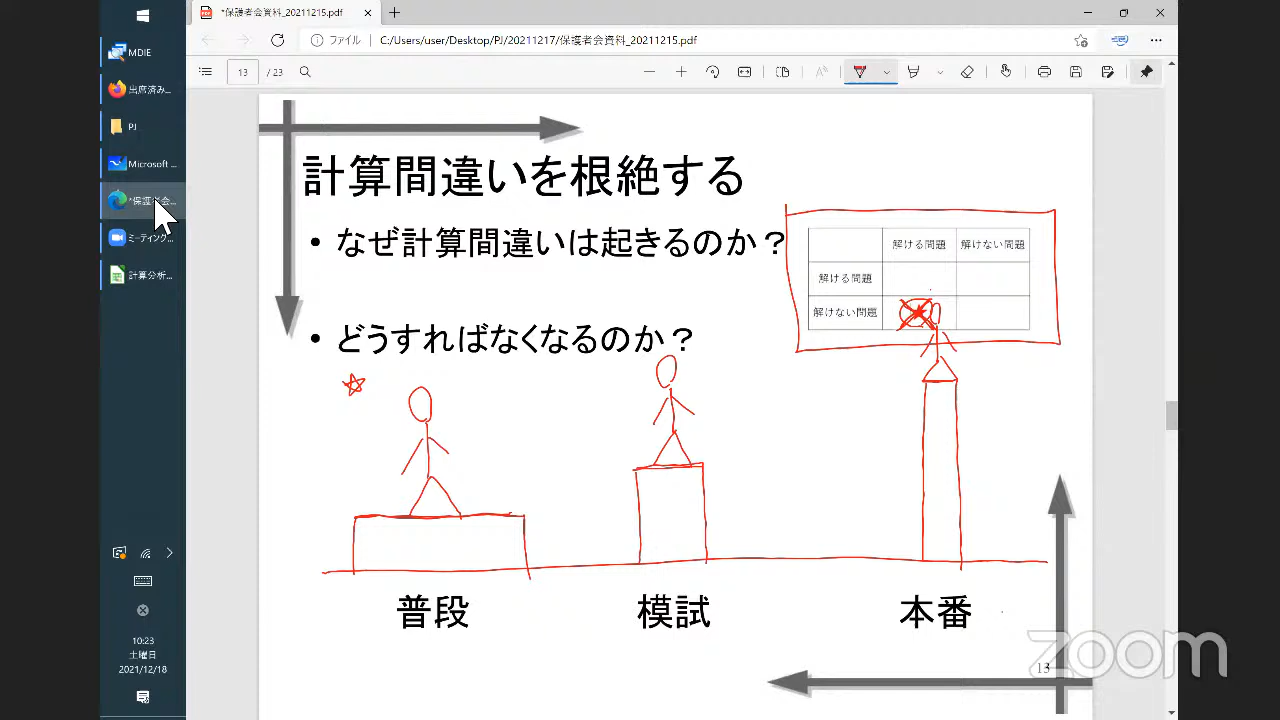 *保護者会資料_20211215.pdf
ファイル C:/Users/user/Desktop/PJ/20211217/保護者会資料_20211215.pdf
13 / 23
MDIE
出席済み...
PJ
Microsoft ...
*保護者会...
ミーティング...
計算分析...
計算間違いを根絶する
• なぜ計算間違いは起きるのか？
• どうすればなくなるのか？
解ける問題 解けない問題
解ける問題
解けない問題
普段 模試 本番
13
zoom
10:23
土曜日
2021/12/18